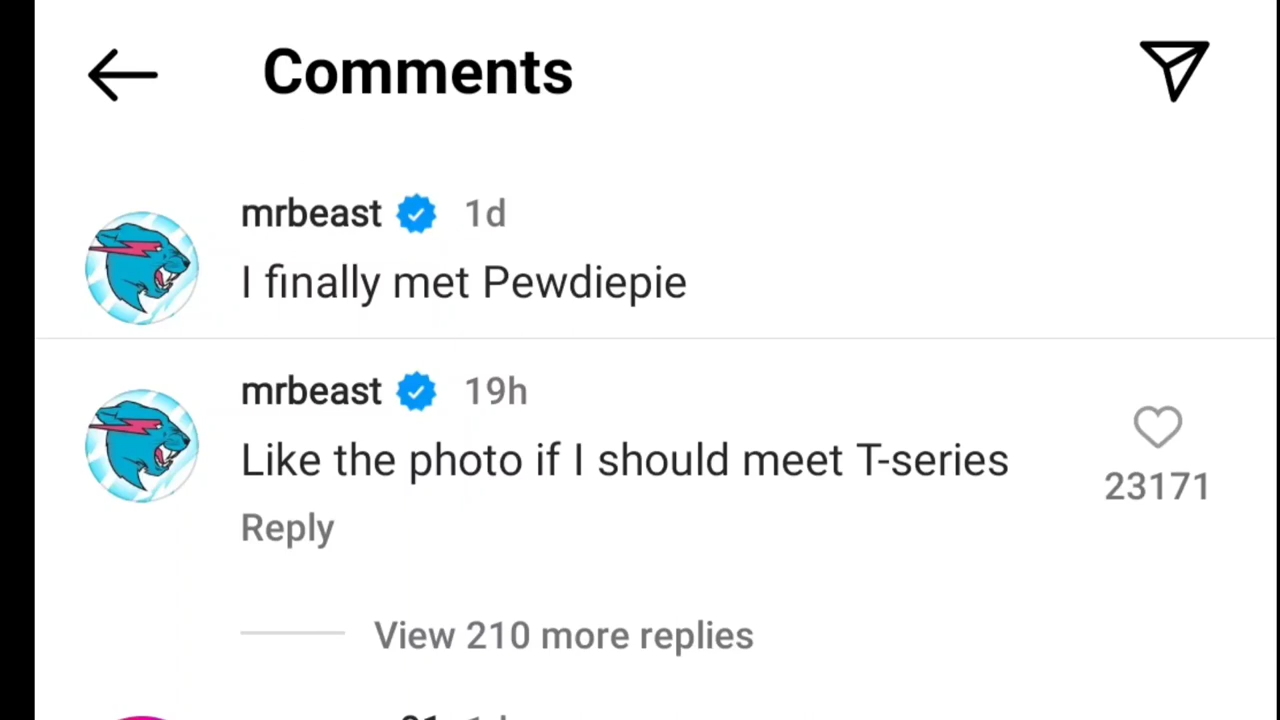 Comments
mrbeast 1d
I finally met Pewdiepie
mrbeast 19h
Like the photo if I should meet T-series
23171
Reply
View 210 more replies